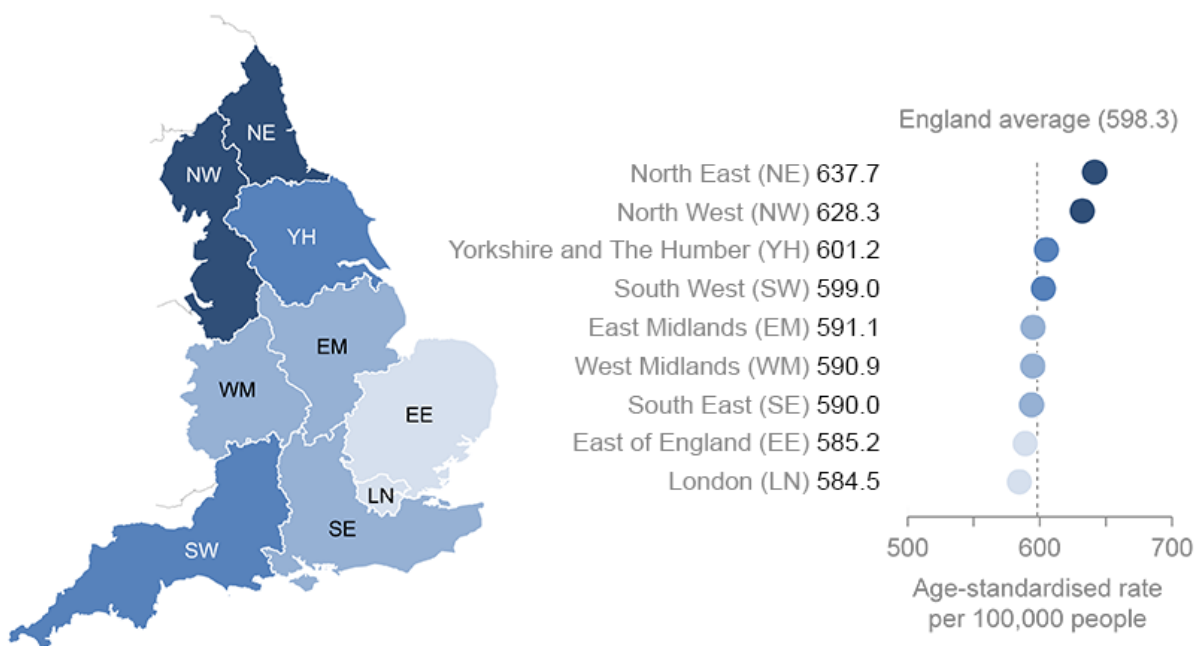 NE
NW
YH
EM
WM
EE
LN
SE
SW
England average (598.3)
North East (NE) 637.7
North West (NW) 628.3
Yorkshire and The Humber (YH) 601.2
South West (SW) 599.0
East Midlands (EM) 591.1
West Midlands (WM) 590.9
South East (SE) 590.0
East of England (EE) 585.2
London (LN) 584.5
500 600 700
Age-standardised rate
per 100,000 people